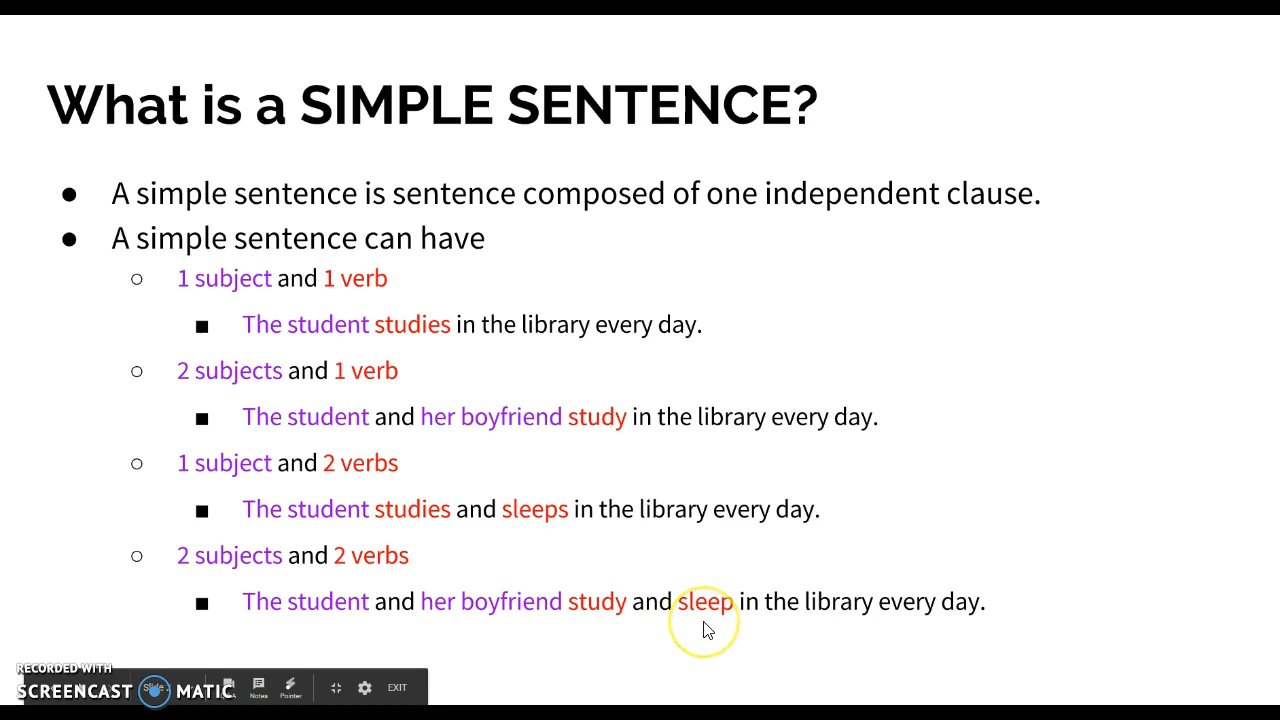 What is a SIMPLE SENTENCE?
● A simple sentence is sentence composed of one independent clause.
● A simple sentence can have
○ 1 subject and 1 verb
■ The student studies in the library every day.
○ 2 subjects and 1 verb
■ The student and her boyfriend study in the library every day.
○ 1 subject and 2 verbs
■ The student studies and sleeps in the library every day.
○ 2 subjects and 2 verbs
■ The student and her boyfriend study and sleep in the library every day.
RECORDED WITH
SCREENCAST MATIC
Notes Pointer EXIT